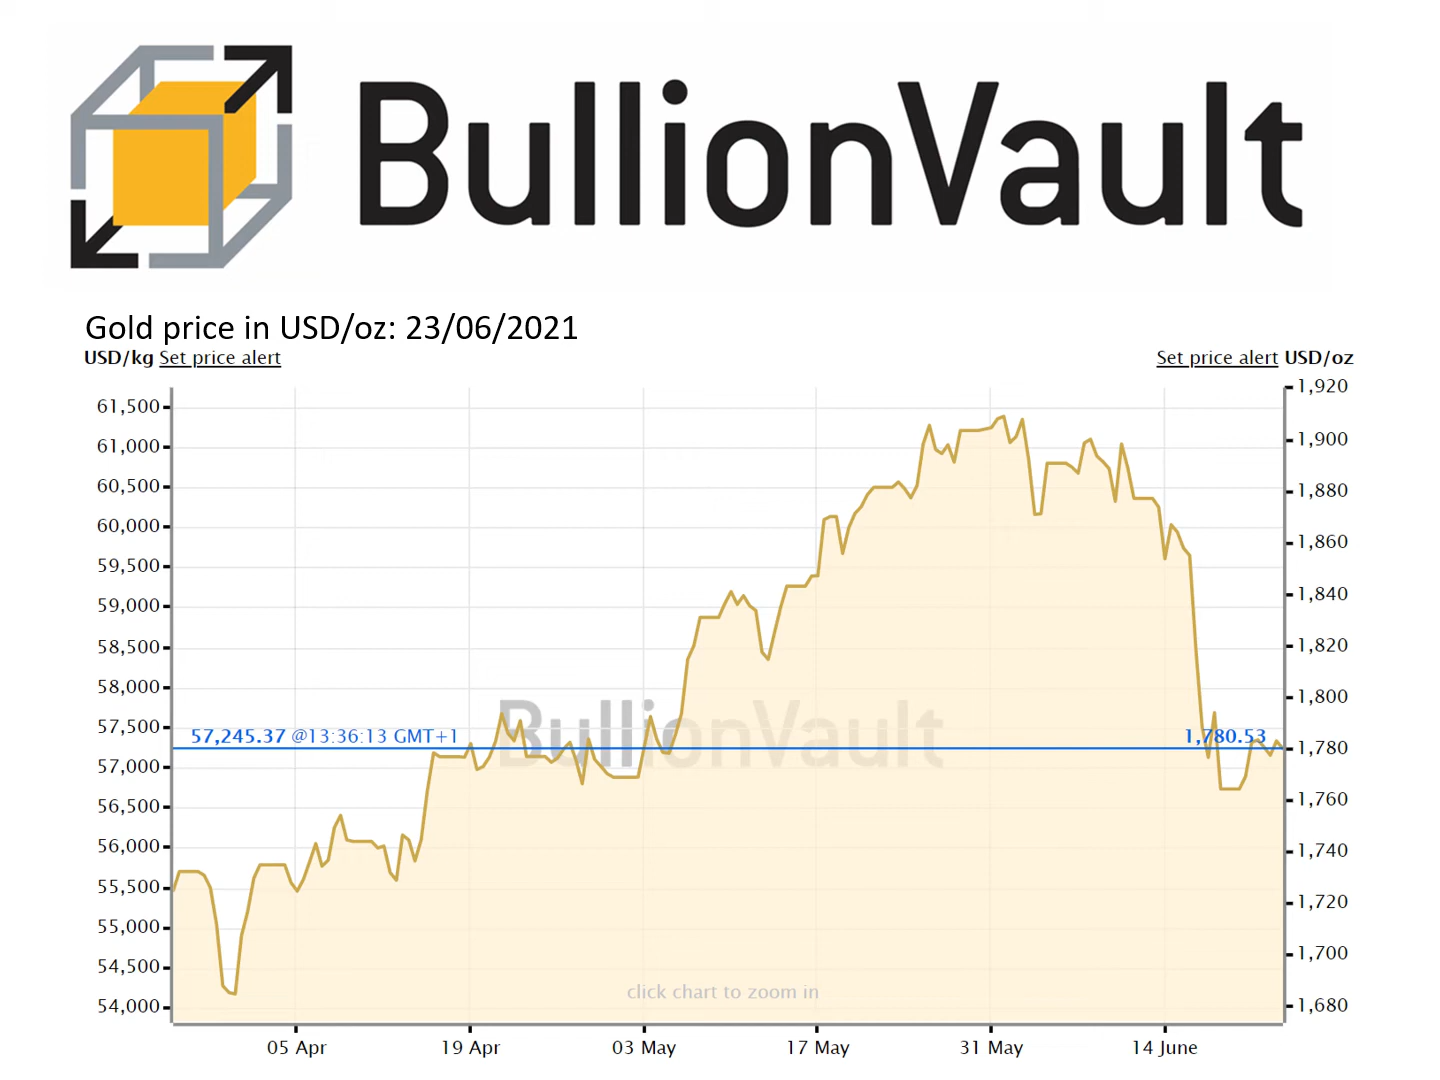 BullionVault
Gold price in USD/oz: 23/06/2021
USD/kg Set price alert
Set price alert USD/oz
61,500
61,000
60,500
60,000
59,500
59,000
58,500
58,000
57,500
57,000
56,500
56,000
55,500
55,000
54,500
54,000
1,920
1,900
1,880
1,860
1,840
1,820
1,800
1,780
1,760
1,740
1,720
1,700
1,680
BullionVault
57,245.37 @13:36:13 GMT+1
1,780.53
click chart to zoom in
05 Apr
19 Apr
03 May
17 May
31 May
14 June